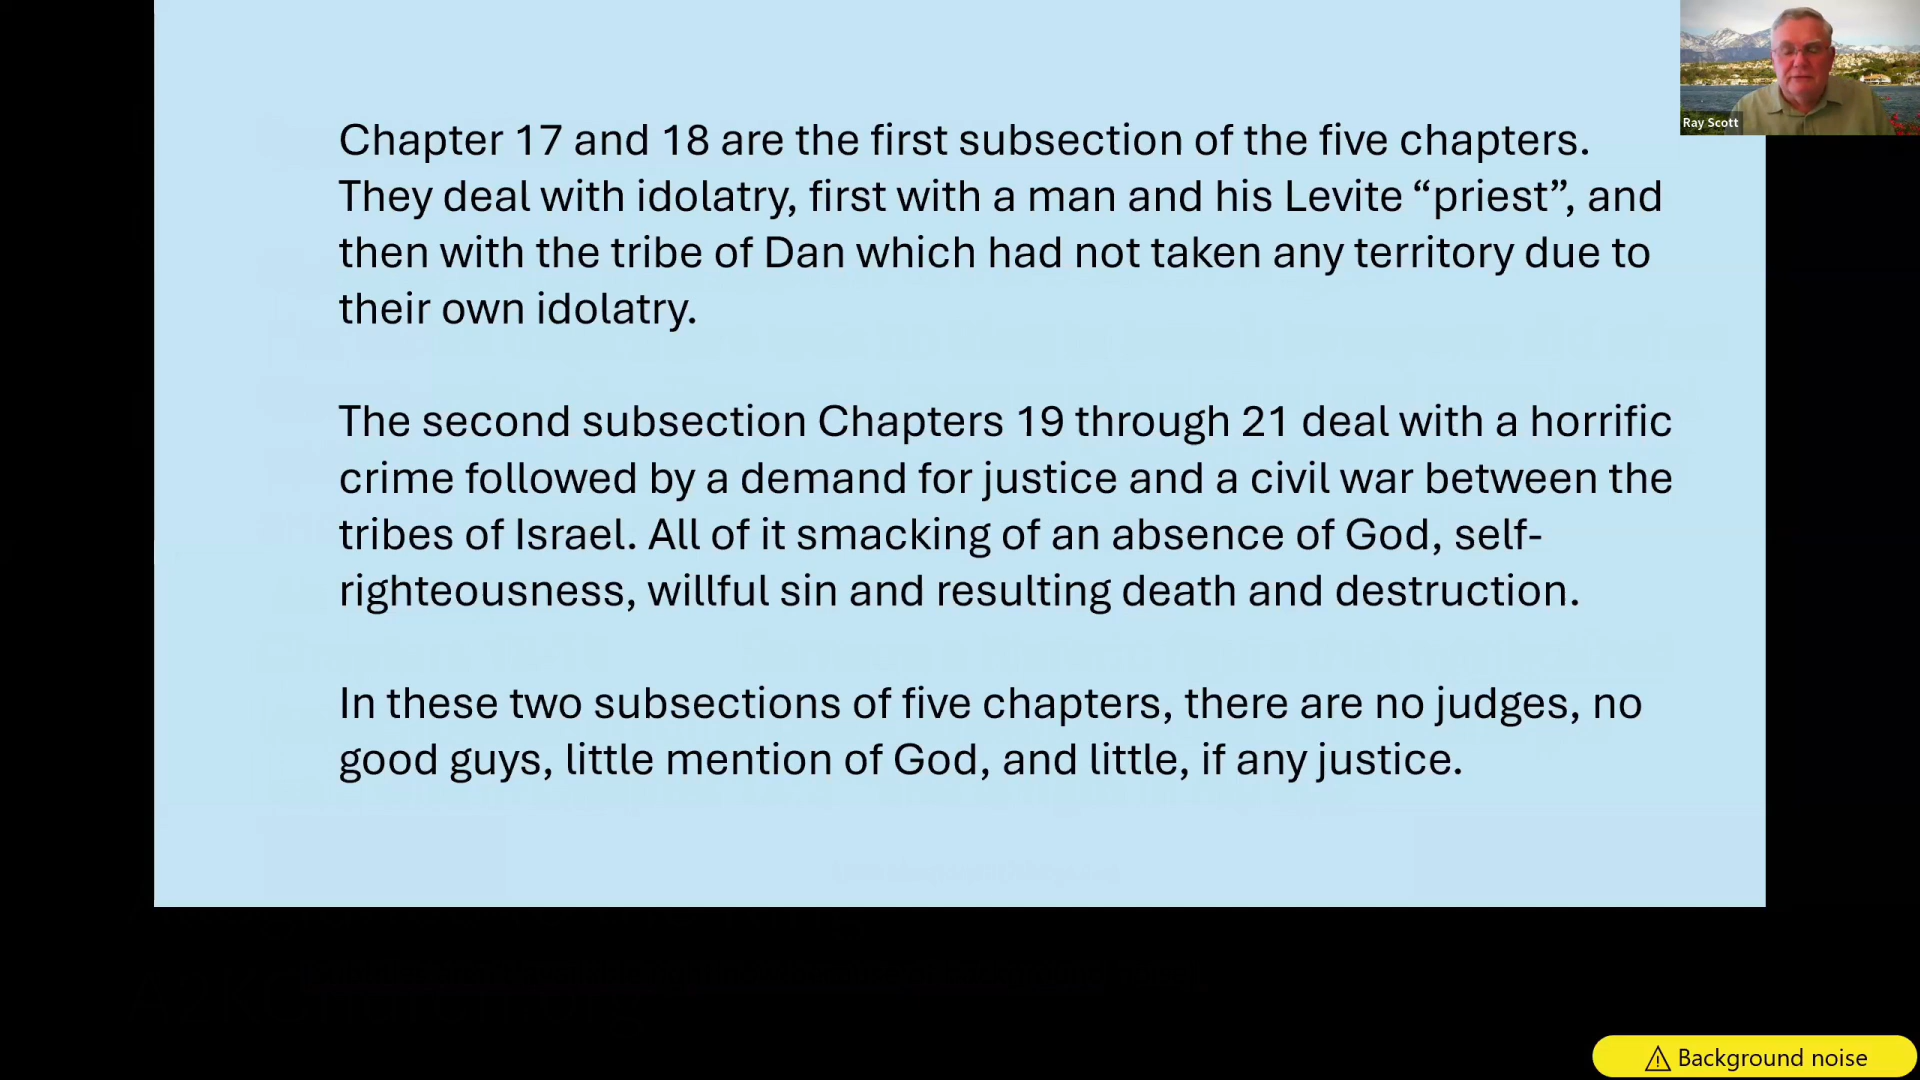 Chapter 17 and 18 are the first subsection of the five chapters.
They deal with idolatry, first with a man and his Levite “priest”, and
then with the tribe of Dan which had not taken any territory due to
their own idolatry.
The second subsection Chapters 19 through 21 deal with a horrific
crime followed by a demand for justice and a civil war between the
tribes of Israel. All of it smacking of an absence of God, self-
righteousness, willful sin and resulting death and destruction.
In these two subsections of five chapters, there are no judges, no
good guys, little mention of God, and little, if any justice.
Ray Scott
Background noise